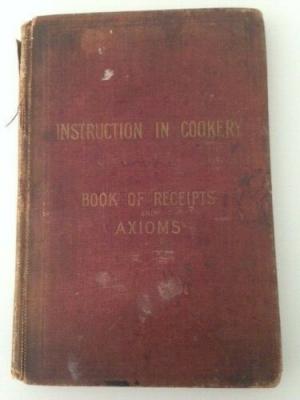 INSTRUCTION IN COOKERY
BOOK OF RECEIPTS
AND
AXIOMS